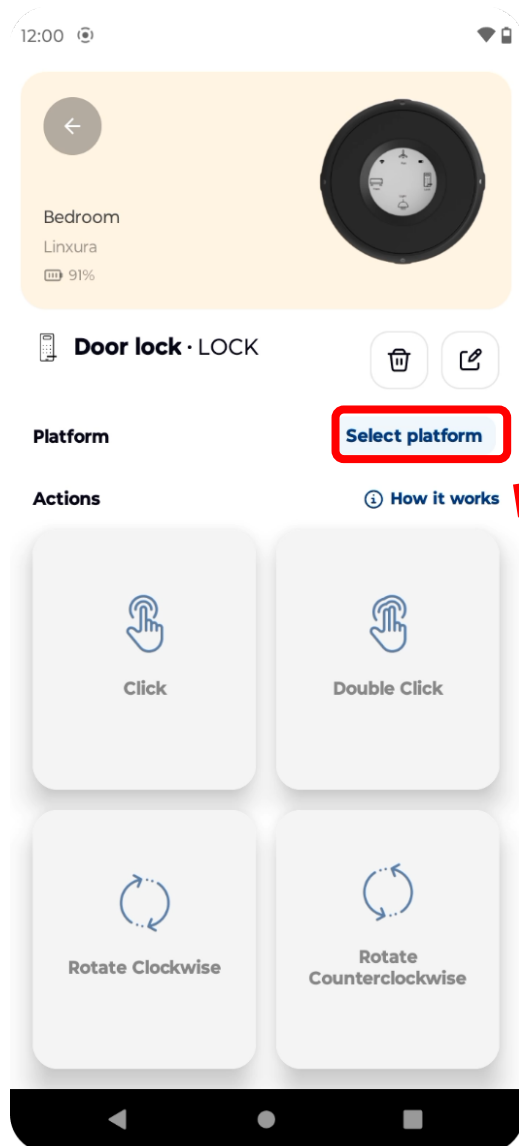 12:00
Bedroom
Linxura
91%
Door lock · LOCK
Platform
Select platform
Actions
How it works
Click
Double Click
Rotate Clockwise
Rotate
Counterclockwise